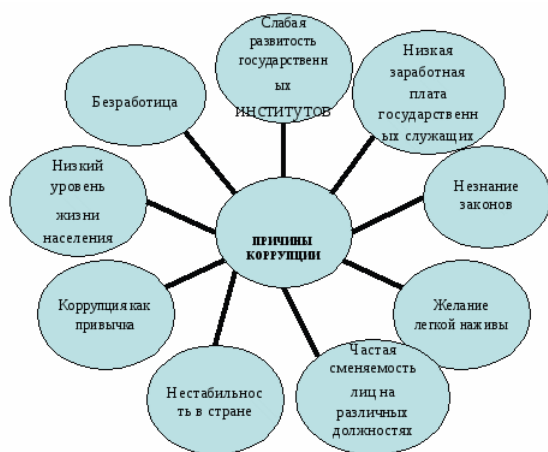 Слабая
развитость
государственн
ых
ИНСТИТУТОВ
Низкая
заработная
плата
государственн
ых служащих
Незнание
законов
Желание
легкой наживы
Частая
сменяемость
лиц на
различных
должностях
Нестабильнос
ть в стране
Коррупция как
привычка
Низкий
уровень
жизни
населения
Безработица
ПРИЧИНЫ
КОРРУПЦИИ